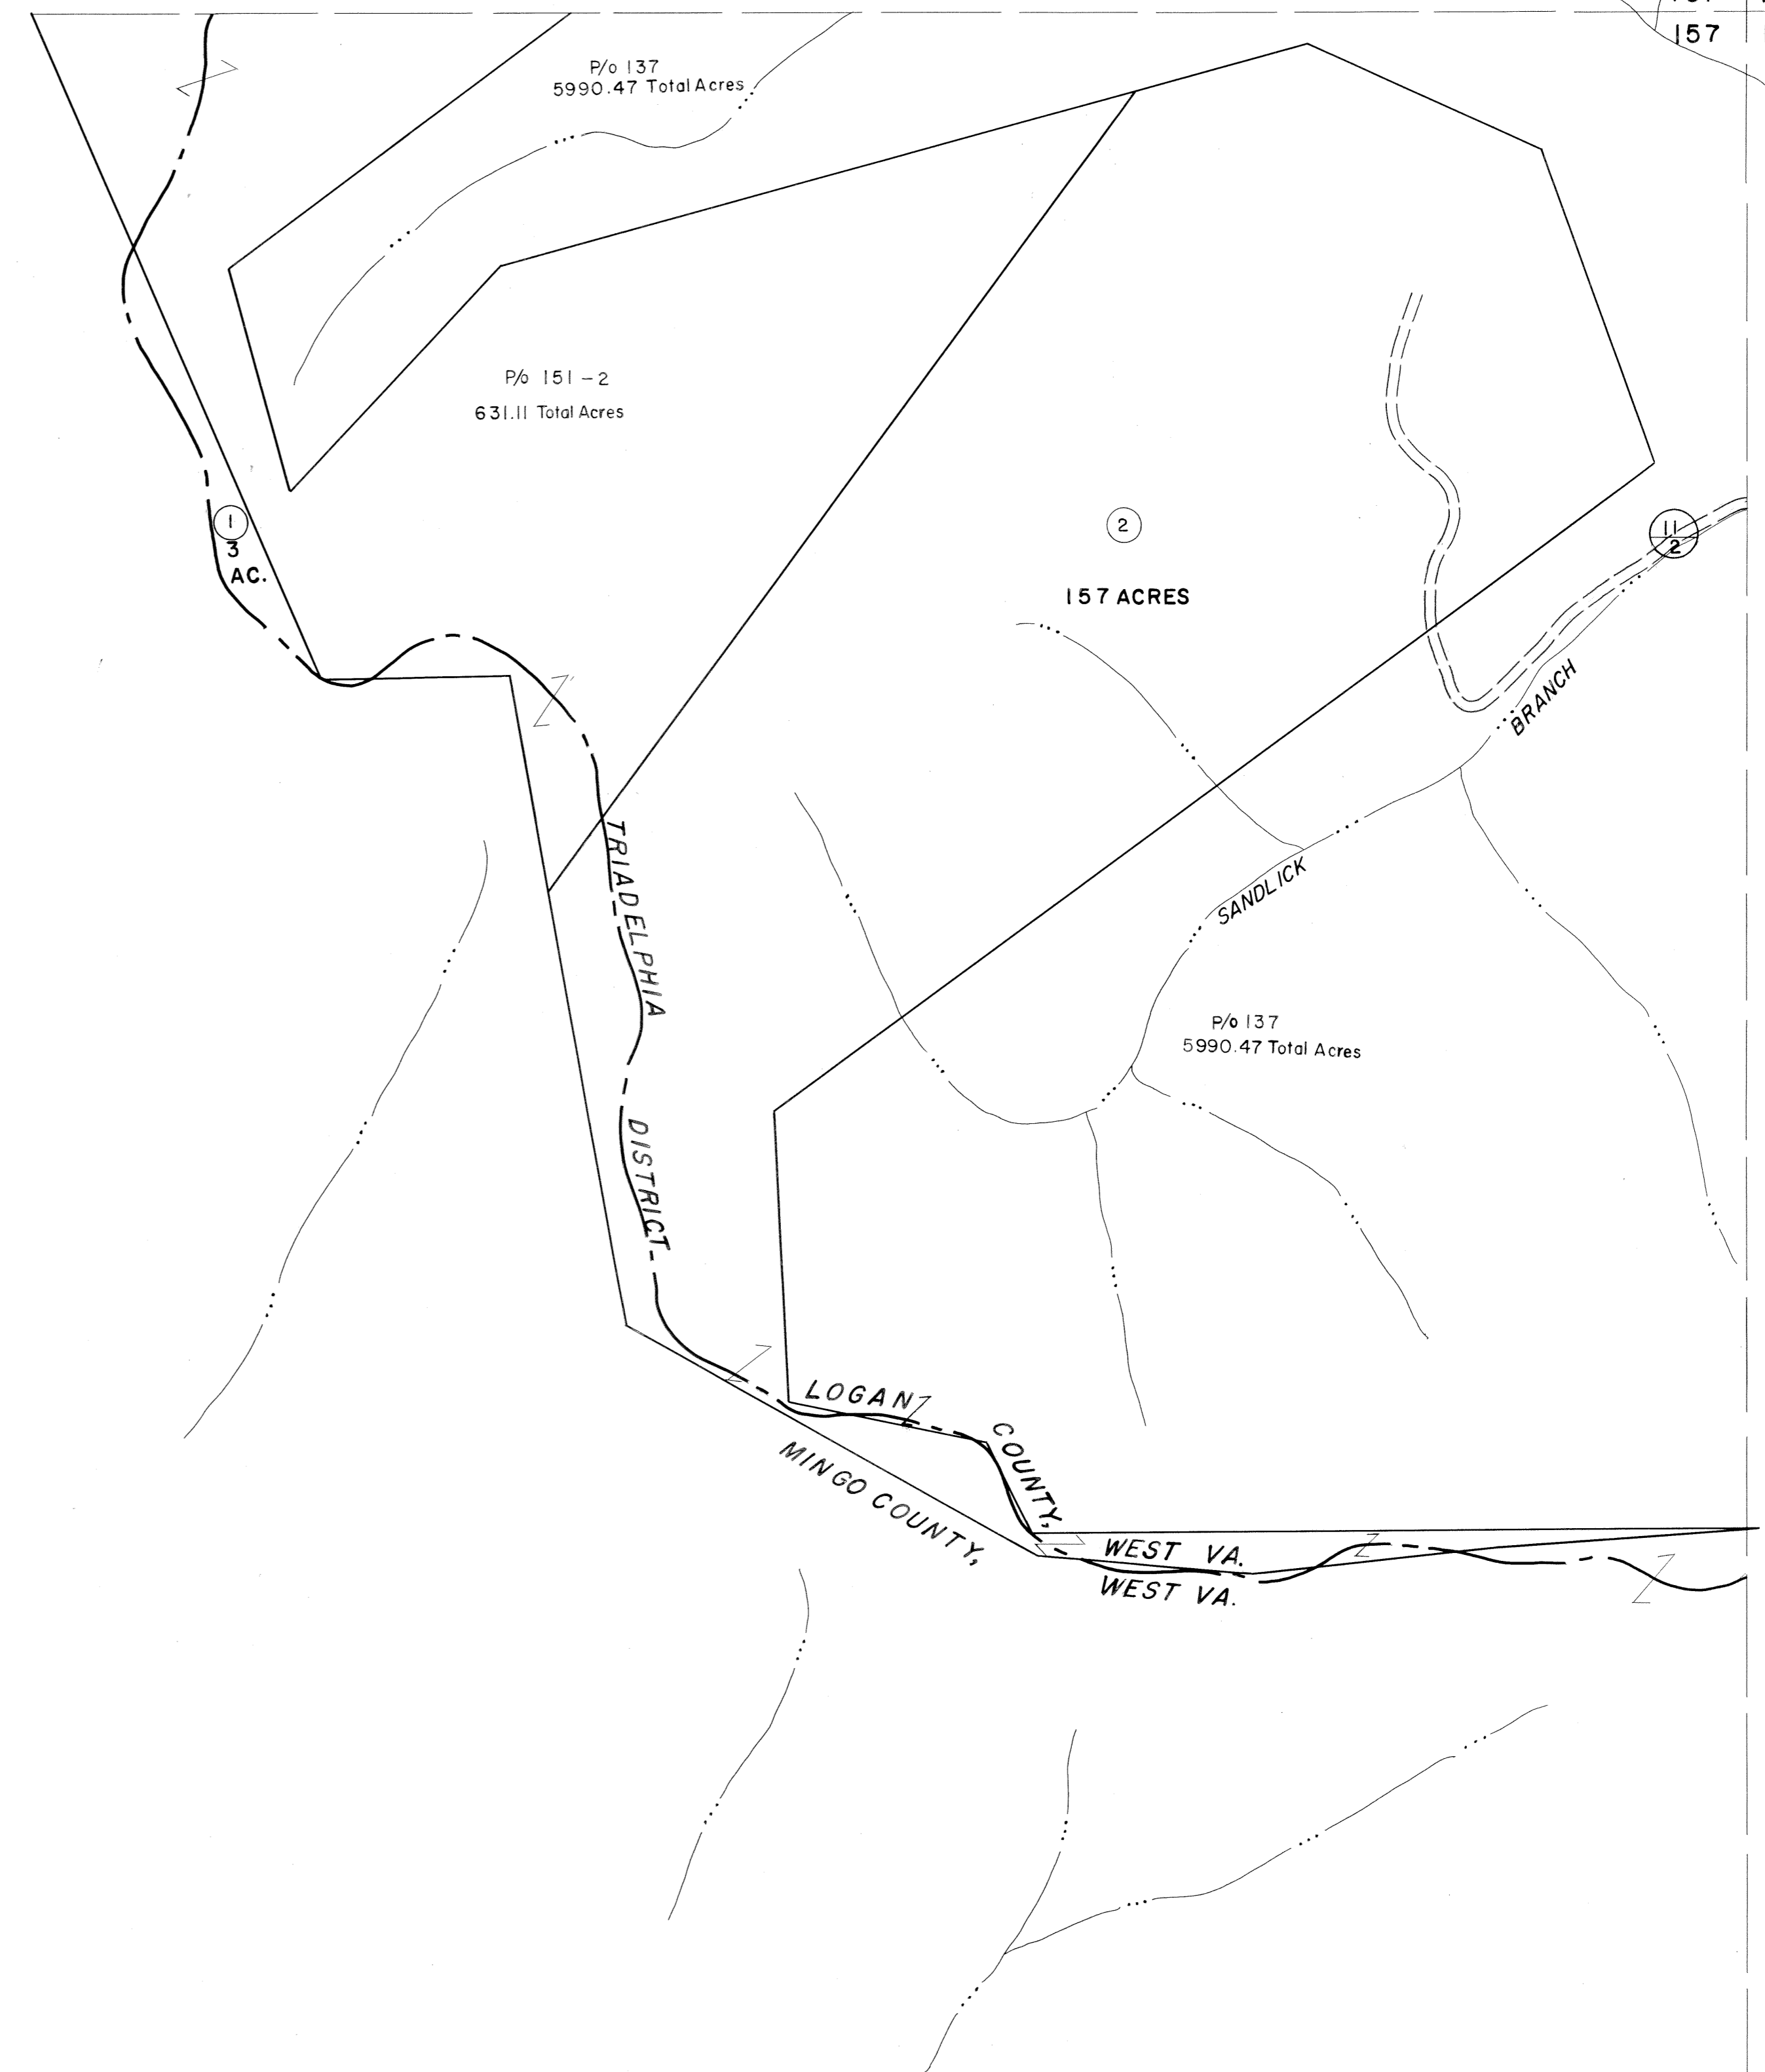 157
P/o 137
5990.47 Total Acres
P/o 151-2
631.11 Total Acres
1
3
AC.
2
157 ACRES
11
2
BRANCH
SANDLICK
TRIADELPHIA
DISTRICT
P/o 137
5990.47 Total Acres
LOGAN
COUNTY,
WEST VA.
MINGO COUNTY,
WEST VA.